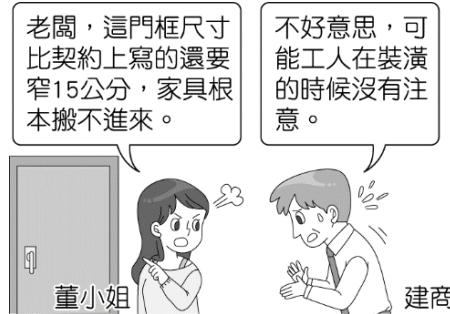 老闆，這門框尺寸
比契約上寫的還要
窄15公分，家具根
本搬不進來。
不好意思，可
能工人在裝潢
的時候沒有注
意。
董小姐
建商